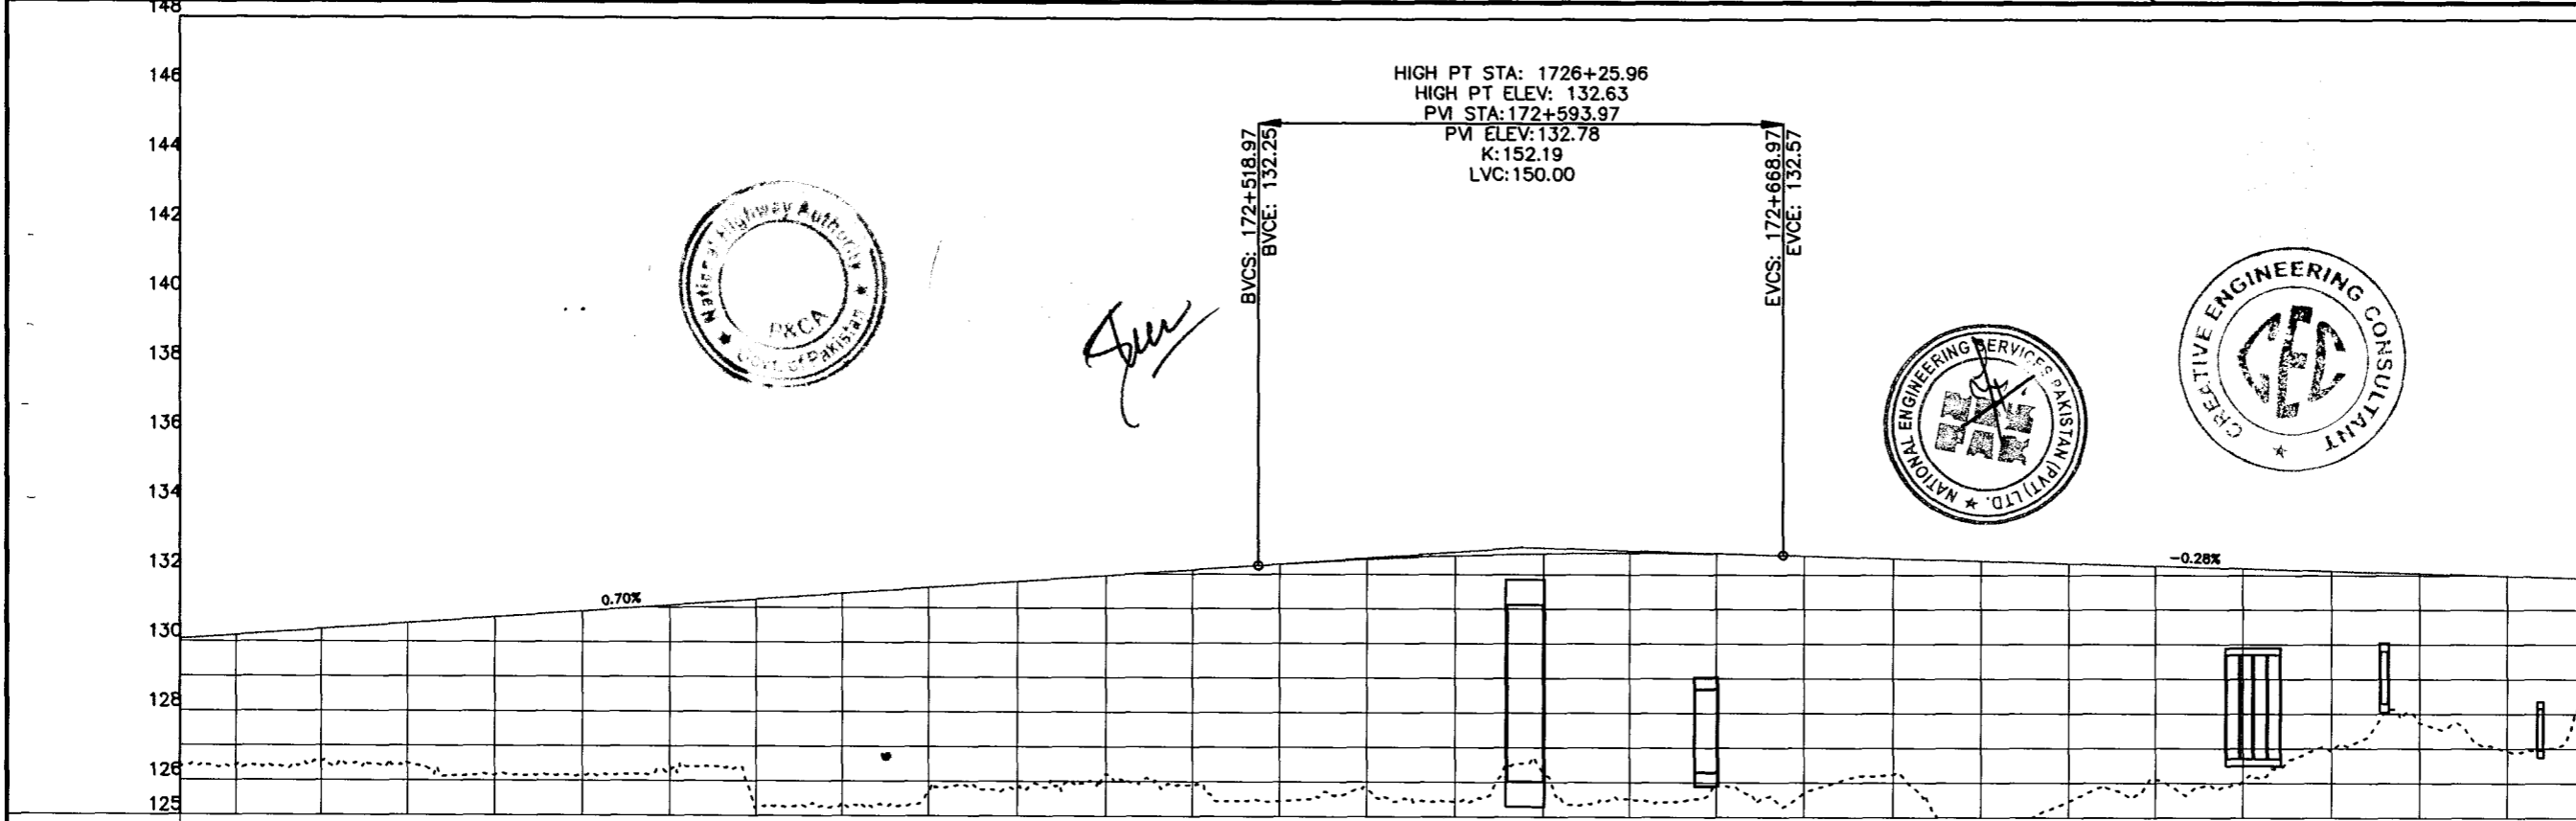 148
146
144
142
140
138
136
134
132
130
128
126
125
HIGH PT STA: 1726+25.96
HIGH PT ELEV: 132.63
PVI STA:172+593.97
PVI ELEV:132.78
K:152.19
LVC:150.00
BVCS: 172+518.97
BVCE: 132.25
EVCS: 172+668.97
EVCE: 132.57
National Highway Authority
P&CA
Govt. of Pakistan
NATIONAL ENGINEERING SERVICES PAKISTAN (PVT) LTD.
CREATIVE ENGINEERING CONSULTANT
CEC
0.70%
-0.28%